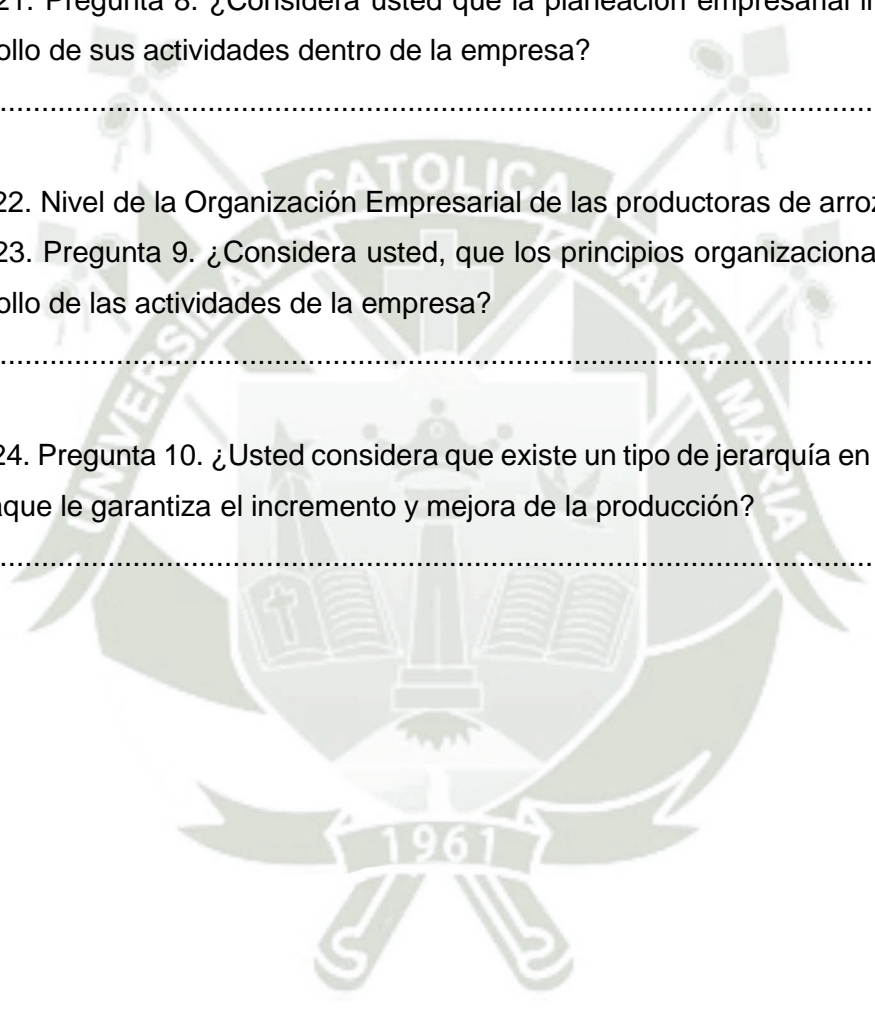 21. Pregunta 8. ¿Considera usted que la planeación empresarial in
ollo de sus actividades dentro de la empresa?
................................................................................................................
22. Nivel de la Organización Empresarial de las productoras de arroz
23. Pregunta 9. ¿Considera usted, que los principios organizaciona
ollo de las actividades de la empresa?
................................................................................................................
24. Pregunta 10. ¿Usted considera que existe un tipo de jerarquía en
aque le garantiza el incremento y mejora de la producción?
................................................................................................................
UNIVERSIDAD CATOLICA SANTA MARIA
1961